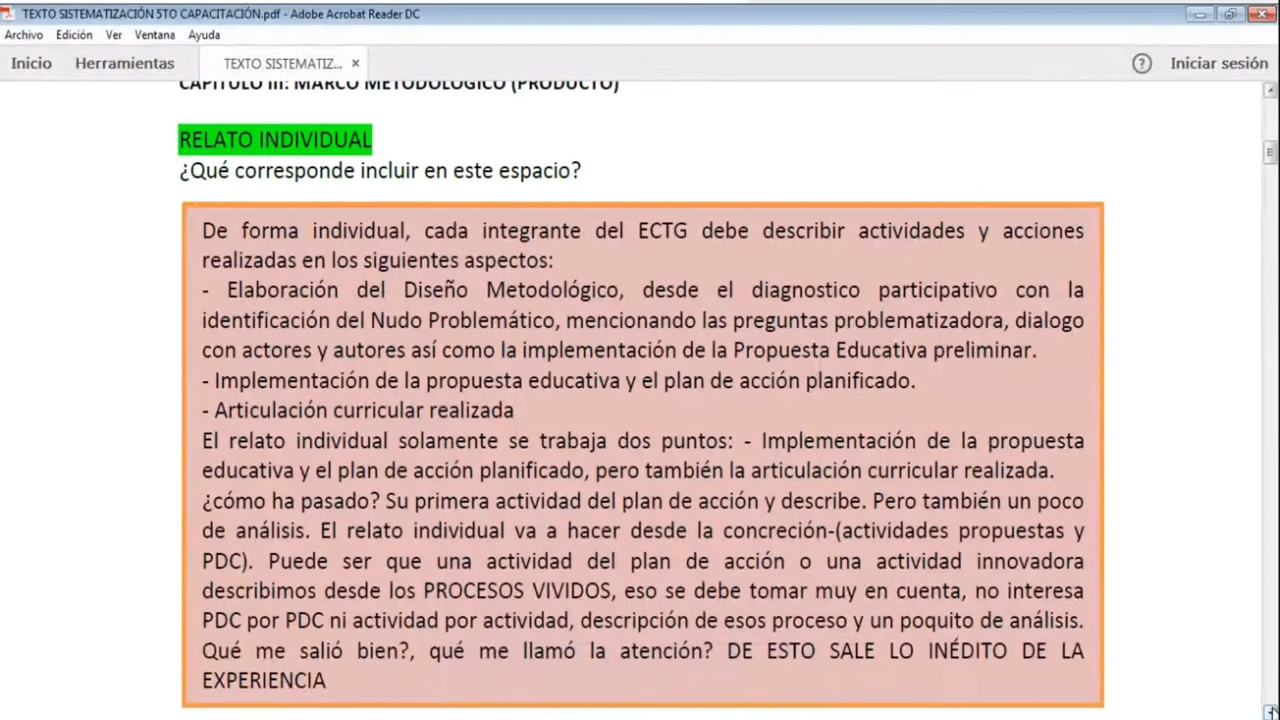 TEXTO SISTEMATIZACIÓN 5TO CAPACITACIÓN.pdf - Adobe Acrobat Reader DC
Archivo Edición Ver Ventana Ayuda
Inicio Herramientas TEXTO SISTEMATIZ... × ? Iniciar sesión
CAPITULO III: MARCO METODOLOGICO (PRODUCTO)
RELATO INDIVIDUAL
¿Qué corresponde incluir en este espacio?
De forma individual, cada integrante del ECTG debe describir actividades y acciones
realizadas en los siguientes aspectos:
- Elaboración del Diseño Metodológico, desde el diagnostico participativo con la
identificación del Nudo Problemático, mencionando las preguntas problematizadora, dialogo
con actores y autores así como la implementación de la Propuesta Educativa preliminar.
- Implementación de la propuesta educativa y el plan de acción planificado.
- Articulación curricular realizada
El relato individual solamente se trabaja dos puntos: - Implementación de la propuesta
educativa y el plan de acción planificado, pero también la articulación curricular realizada.
¿cómo ha pasado? Su primera actividad del plan de acción y describe. Pero también un poco
de análisis. El relato individual va a hacer desde la concreción-(actividades propuestas y
PDC). Puede ser que una actividad del plan de acción o una actividad innovadora
describimos desde los PROCESOS VIVIDOS, eso se debe tomar muy en cuenta, no interesa
PDC por PDC ni actividad por actividad, descripción de esos proceso y un poquito de análisis.
Qué me salió bien?, qué me llamó la atención? DE ESTO SALE LO INÉDITO DE LA
EXPERIENCIA